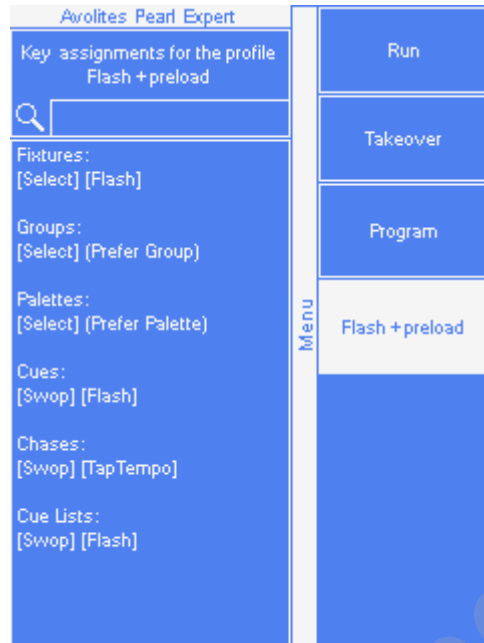 Avolites Pearl Expert
Key assignments for the profile
Flash + preload
Fixtures:
[Select] [Flash]
Groups:
[Select] (Prefer Group)
Palettes:
[Select] (Prefer Palette)
Cues:
[Swop] [Flash]
Chases:
[Swop] [TapTempo]
Cue Lists:
[Swop] [Flash]
Menu
Run
Takeover
Program
Flash + preload